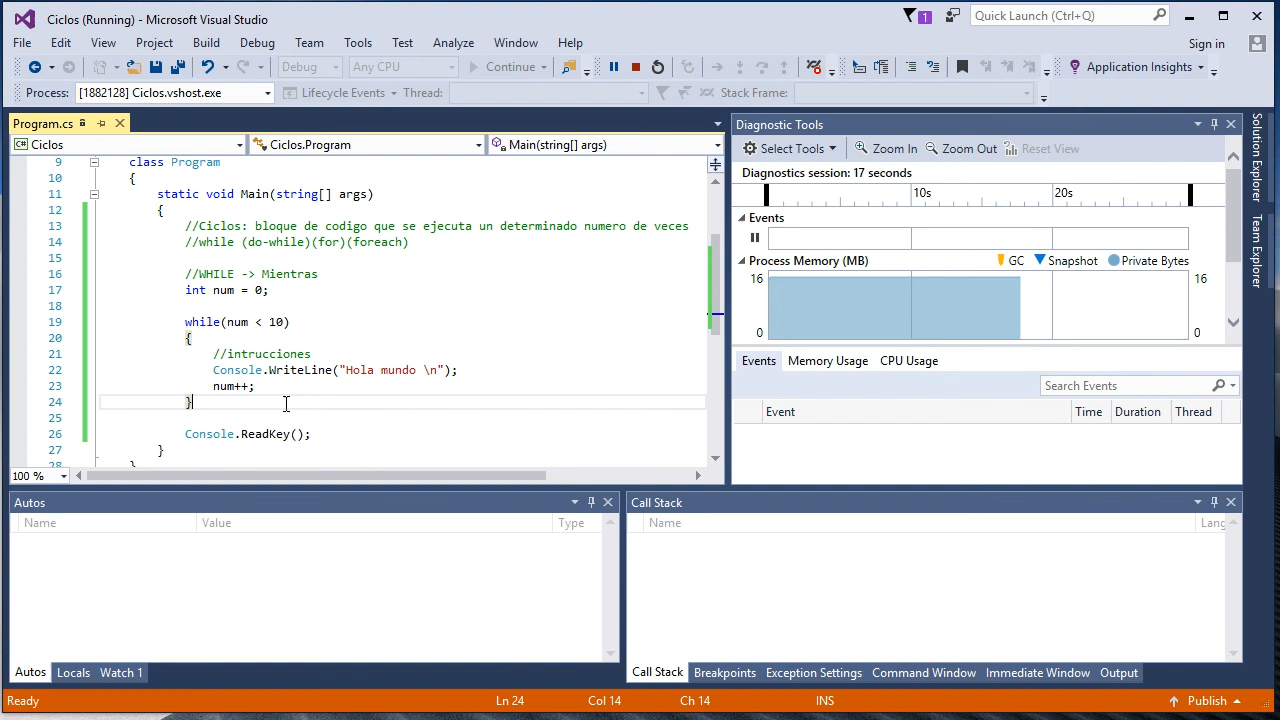 Ciclos (Running) - Microsoft Visual Studio
1
Quick Launch (Ctrl+Q)
File Edit View Project Build Debug Team Tools Test Analyze Window Help
Sign in
Debug Any CPU Continue Application Insights
Process: [1882128] Ciclos.vshost.exe Lifecycle Events Thread: Stack Frame:
Program.cs
Ciclos Ciclos.Program Main(string[] args)
9 class Program
10 {
11 static void Main(string[] args)
12 {
13 //Ciclos: bloque de codigo que se ejecuta un determinado numero de veces
14 //while (do-while)(for)(foreach)
15
16 //WHILE -> Mientras
17 int num = 0;
18
19 while(num < 10)
20 {
21 //intrucciones
22 Console.WriteLine("Hola mundo \n");
23 num++;
24 }
25
26 Console.ReadKey();
27 }
28 }
100 %
Diagnostic Tools
Select Tools Zoom In Zoom Out Reset View
Diagnostics session: 17 seconds
10s 20s
Events
Process Memory (MB) GC Snapshot Private Bytes
16 16
0 0
Events Memory Usage CPU Usage
Search Events
Event Time Duration Thread
Solution Explorer
Team Explorer
Autos
Name Value Type
Autos Locals Watch 1
Call Stack
Name Lang
Call Stack Breakpoints Exception Settings Command Window Immediate Window Output
Ready Ln 24 Col 14 Ch 14 INS Publish